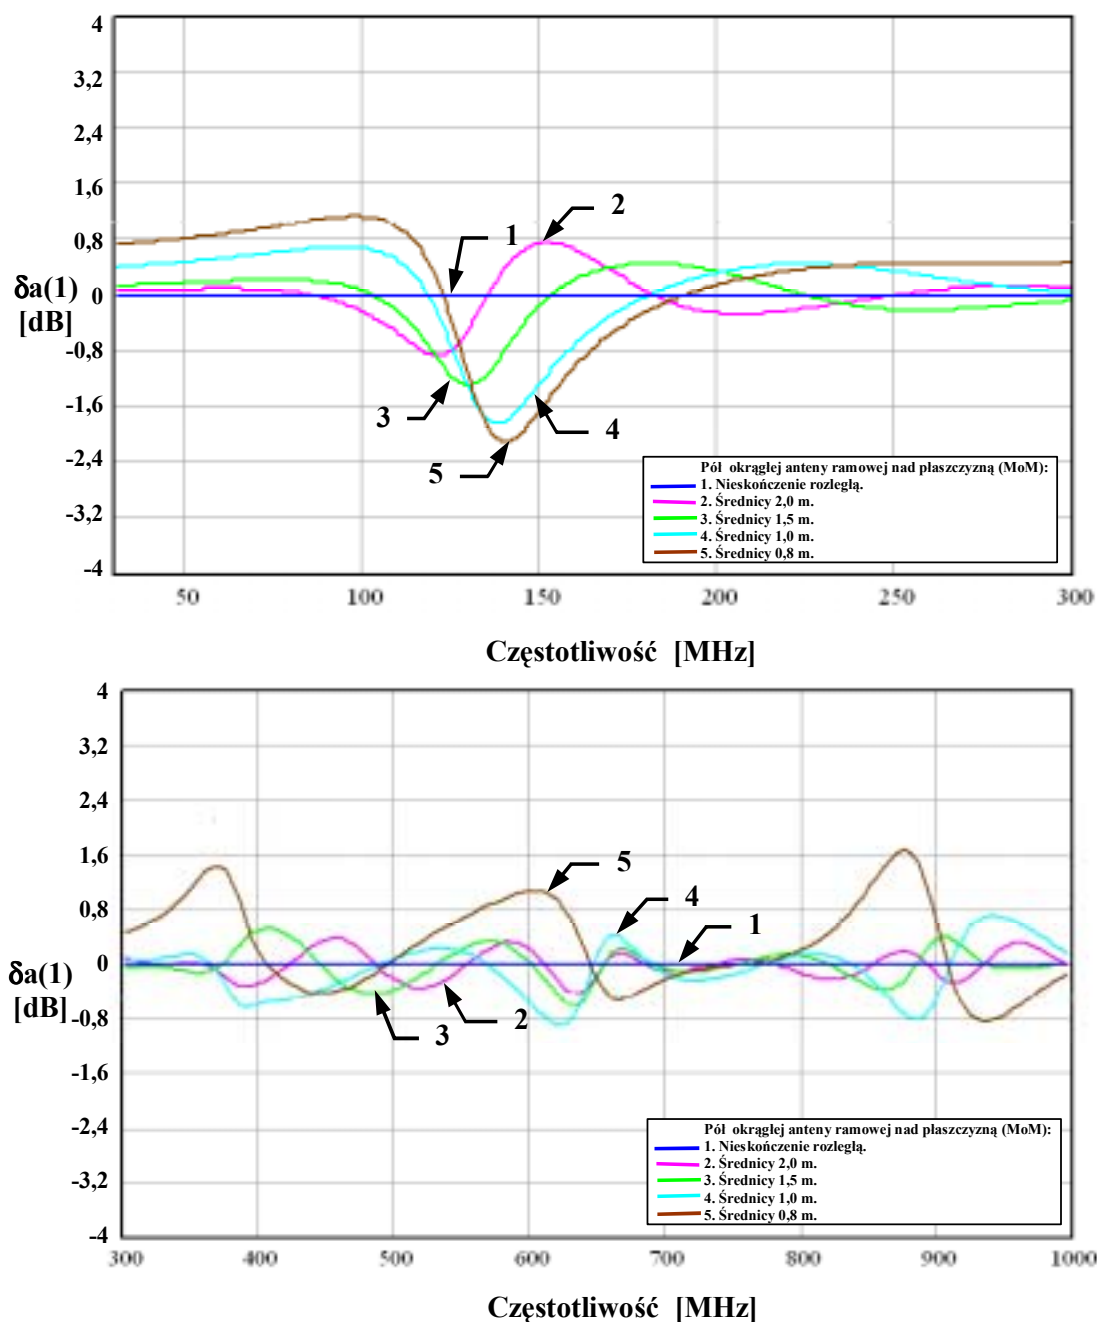 4
3,2
2,4
1,6
0,8
0
-0,8
-1,6
-2,4
-3,2
-4
δa(1)
[dB]
1
2
3
4
5
Pół okrągłej anteny ramowej nad płaszczyzną (MoM):
1. Nieskończenie rozległą.
2. Średnicy 2,0 m.
3. Średnicy 1,5 m.
4. Średnicy 1,0 m.
5. Średnicy 0,8 m.
50 100 150 200 250 300
Częstotliwość [MHz]
4
3,2
2,4
1,6
0,8
0
-0,8
-1,6
-2,4
-3,2
-4
δa(1)
[dB]
5
4
1
2
3
Pół okrągłej anteny ramowej nad płaszczyzną (MoM):
1. Nieskończenie rozległą.
2. Średnicy 2,0 m.
3. Średnicy 1,5 m.
4. Średnicy 1,0 m.
5. Średnicy 0,8 m.
300 400 500 600 700 800 900 1000
Częstotliwość [MHz]